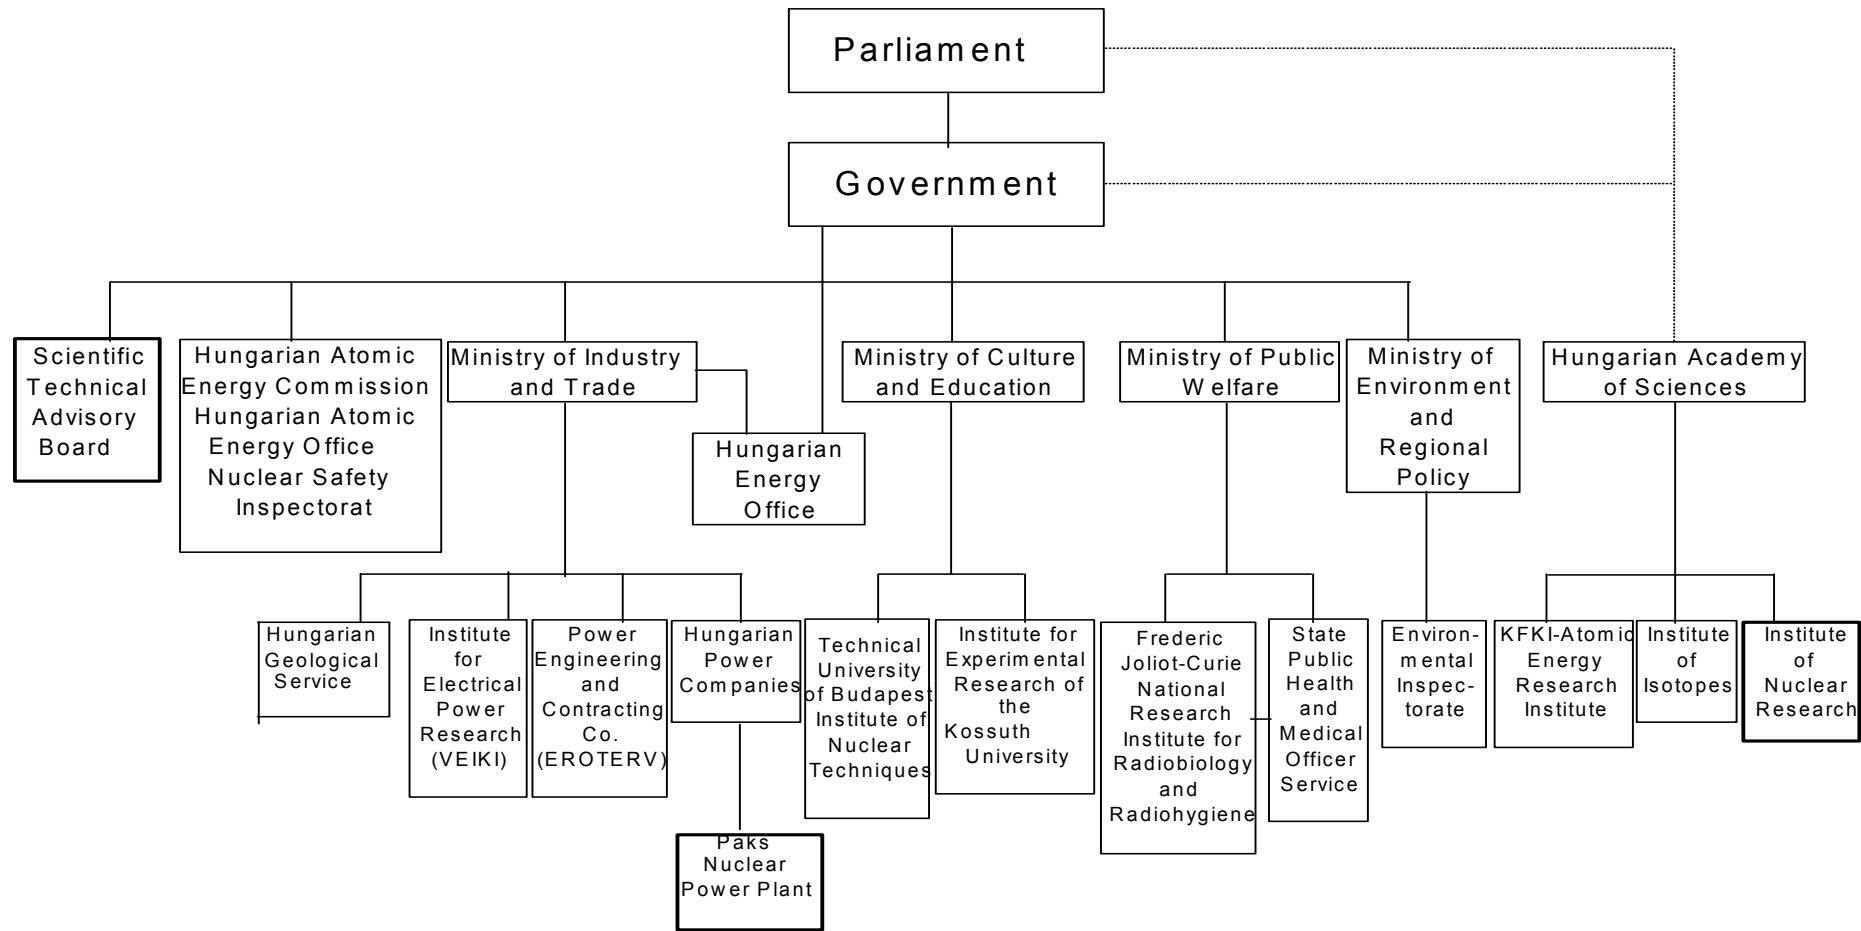 Parliament
Government
Scientific
Technical
Advisory
Board
Hungarian Atomic
Energy Commission
Hungarian Atomic
Energy Office
Nuclear Safety
Inspectorat
Ministry of Industry
and Trade
Hungarian
Energy
Office
Ministry of Culture
and Education
Ministry of Public
Welfare
Ministry of
Environment
and
Regional
Policy
Hungarian Academy
of Sciences
Hungarian
Geological
Service
Institute
for
Electrical
Power
Research
(VEIKI)
Power
Engineering
and
Contracting
Co.
(EROTERV)
Hungarian
Power
Companies
Paks
Nuclear
Power Plant
Technical
University
of Budapest
Institute of
Nuclear
Techniques
Institute for
Experimental
Research of
the
Kossuth
University
Frederic
Joliot-Curie
National
Research
Institute for
Radiobiology
and
Radiohygiene
State
Public
Health
and
Medical
Officer
Service
Environ-
mental
Inspec-
torate
KFKI-Atomic
Energy
Research
Institute
Institute
of
Isotopes
Institute
of
Nuclear
Research